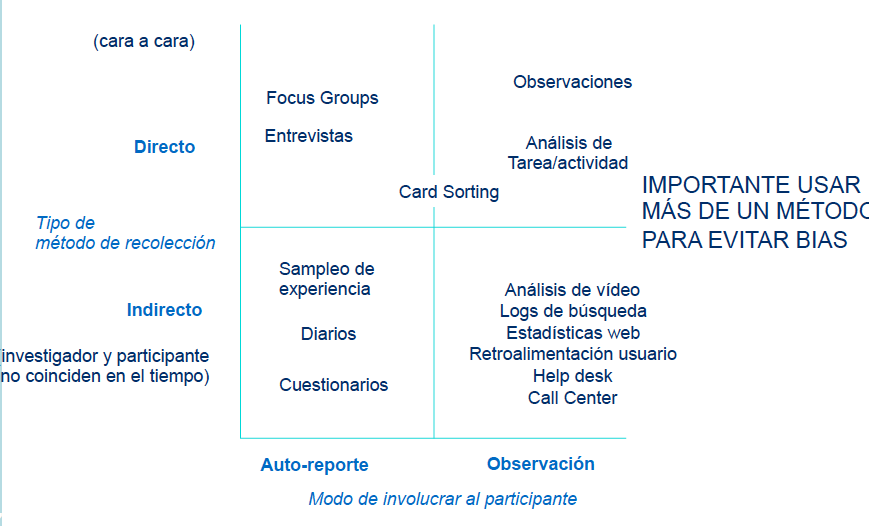 (cara a cara)
Directo
Tipo de
método de recolección
Indirecto
investigador y participante
no coinciden en el tiempo)
Focus Groups
Entrevistas
Observaciones
Análisis de
Tarea/actividad
Card Sorting
Sampleo de
experiencia
Diarios
Cuestionarios
Análisis de vídeo
Logs de búsqueda
Estadísticas web
Retroalimentación usuario
Help desk
Call Center
Auto-reporte
Observación
Modo de involucrar al participante
IMPORTANTE USAR
MÁS DE UN MÉTODO
PARA EVITAR BIAS